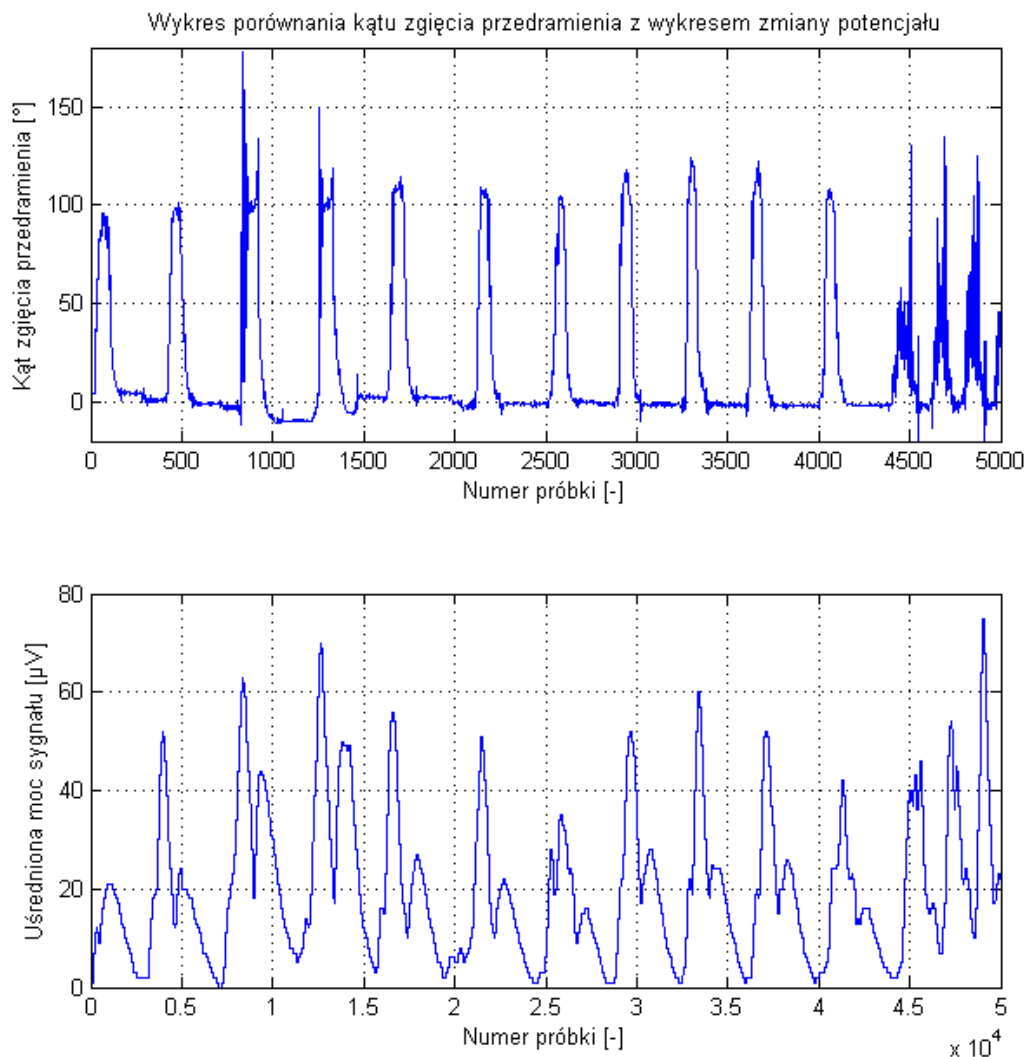 Wykres porównania kątu zgięcia przedramienia z wykresem zmiany potencjału
Kąt zgięcia przedramienia [°]
150
100
50
0
0 500 1000 1500 2000 2500 3000 3500 4000 4500 5000
Numer próbki [-]
Uśredniona moc sygnału [µV]
80
60
40
20
0
0 0.5 1 1.5 2 2.5 3 3.5 4 4.5 5
Numer próbki [-]
x 10⁴